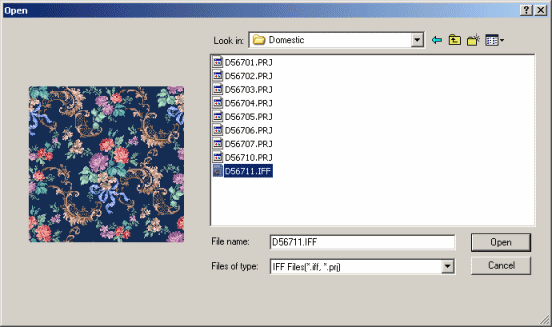 Open
Look in: Domestic
D56701.PRJ
D56702.PRJ
D56703.PRJ
D56704.PRJ
D56705.PRJ
D56706.PRJ
D56707.PRJ
D56710.PRJ
D56711.IFF
File name: D56711.IFF Open
Files of type: IFF Files(*.iff, *.prj) Cancel